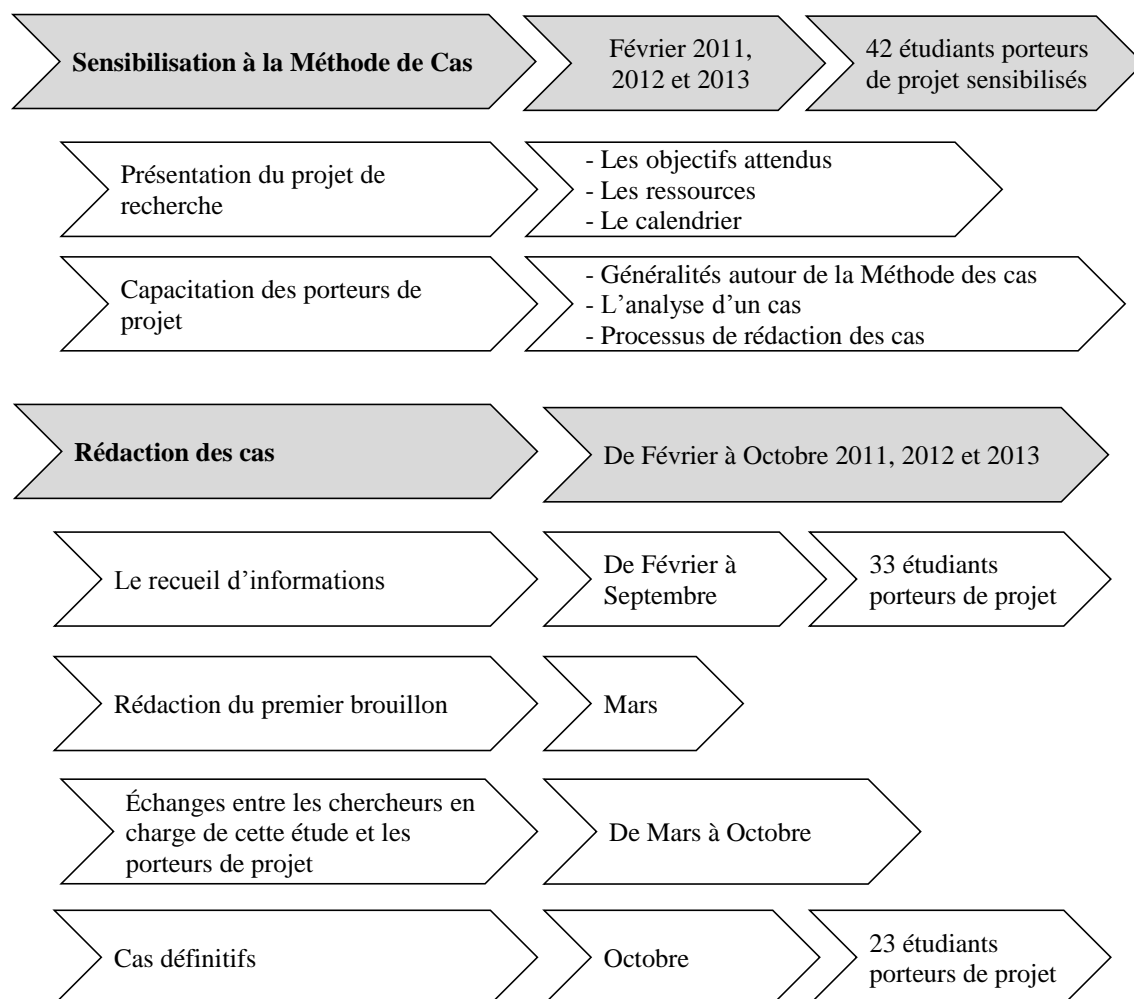 Sensibilisation à la Méthode de Cas
Février 2011,
2012 et 2013
42 étudiants porteurs
de projet sensibilisés
Présentation du projet de
recherche
- Les objectifs attendus
- Les ressources
- Le calendrier
Capacitation des porteurs de
projet
- Généralités autour de la Méthode des cas
- L'analyse d'un cas
- Processus de rédaction des cas
Rédaction des cas
De Février à Octobre 2011, 2012 et 2013
Le recueil d'informations
De Février à
Septembre
33 étudiants
porteurs de projet
Rédaction du premier brouillon
Mars
Échanges entre les chercheurs en
charge de cette étude et les
porteurs de projet
De Mars à Octobre
Cas définitifs
Octobre
23 étudiants
porteurs de projet